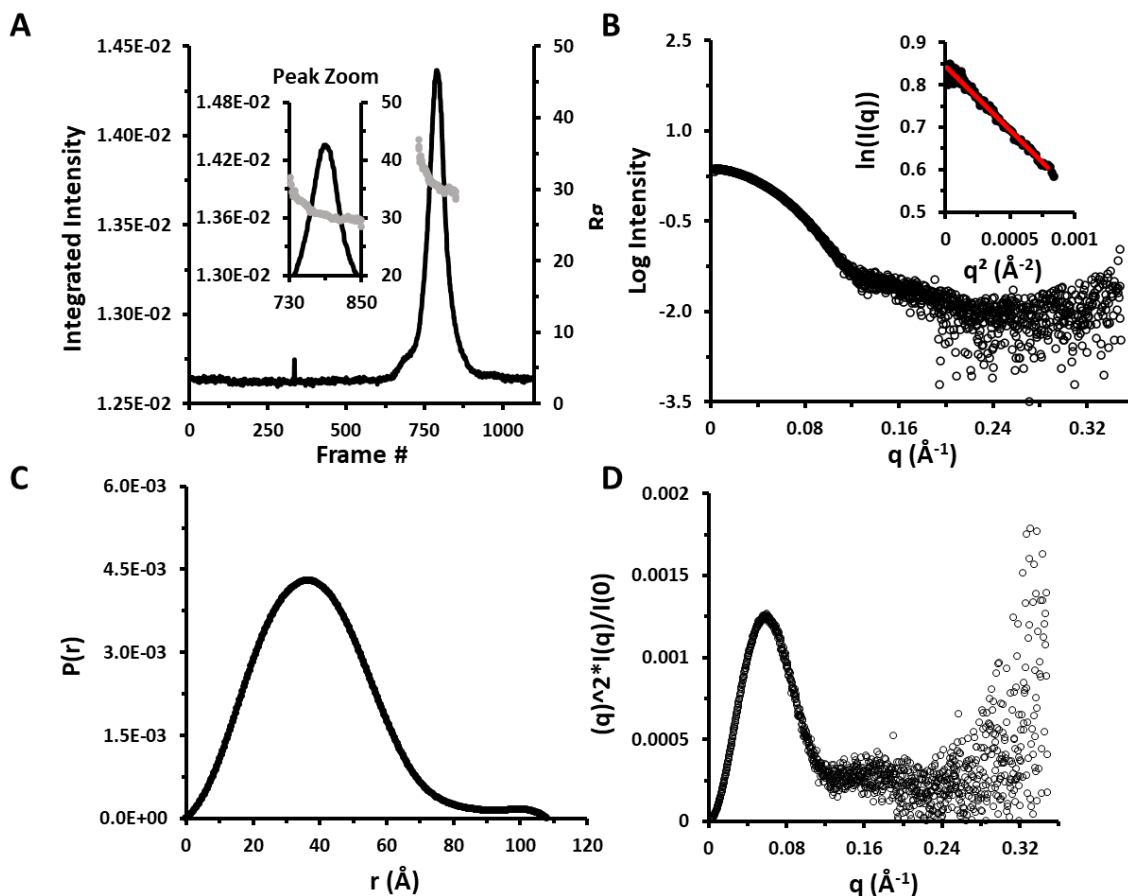 A
Integrated Intensity
1.45E-02
1.40E-02
1.35E-02
1.30E-02
1.25E-02
0 250 500 750 1000
Frame #
50
40
30
20
10
0
Rσ
Peak Zoom
1.48E-02
1.42E-02
1.36E-02
1.30E-02
50
40
30
20
730 850
B
Log Intensity
2.5
1.0
-0.5
-2.0
-3.5
0 0.08 0.16 0.24 0.32
q (Å-1)
ln(I(q))
0.9
0.8
0.7
0.6
0.5
0 0.0005 0.001
q² (Å-2)
C
P(r)
6.0E-03
4.5E-03
3.0E-03
1.5E-03
0.0E+00
0 20 40 60 80 100 120
r (Å)
D
(q)^2*I(q)/I(0)
0.002
0.0015
0.001
0.0005
0
0 0.08 0.16 0.24 0.32
q (Å-1)